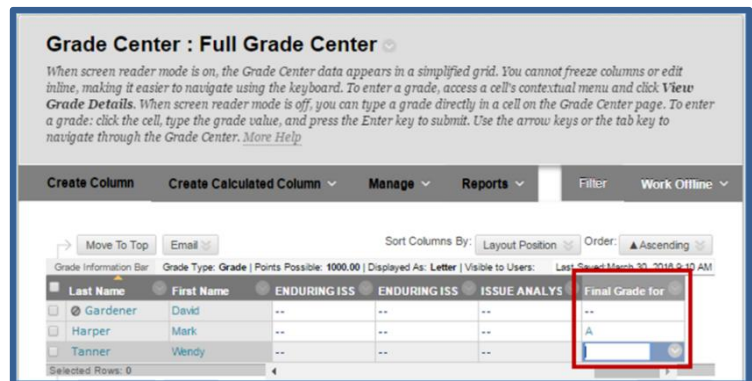 Grade Center : Full Grade Center
When screen reader mode is on, the Grade Center data appears in a simplified grid. You cannot freeze columns or edit
inline, making it easier to navigate using the keyboard. To enter a grade, access a cell's contextual menu and click View
Grade Details. When screen reader mode is off, you can type a grade directly in a cell on the Grade Center page. To enter
a grade: click the cell, type the grade value, and press the Enter key to submit. Use the arrow keys or the tab key to
navigate through the Grade Center. More Help
Create Column Create Calculated Column Manage Reports Filter Work Offline
Move To Top Email Sort Columns By: Layout Position Order: ▲Ascending
Grade Information Bar Grade Type: Grade | Points Possible: 1000.00 | Displayed As: Letter | Visible to Users: Last Saved:March 30, 2016 9:10 AM
Last Name First Name ENDURING ISS ENDURING ISS ISSUE ANALYS Final Grade for
Gardener David -- -- -- --
Harper Mark -- -- -- A
Tanner Wendy -- -- --
Selected Rows: 0